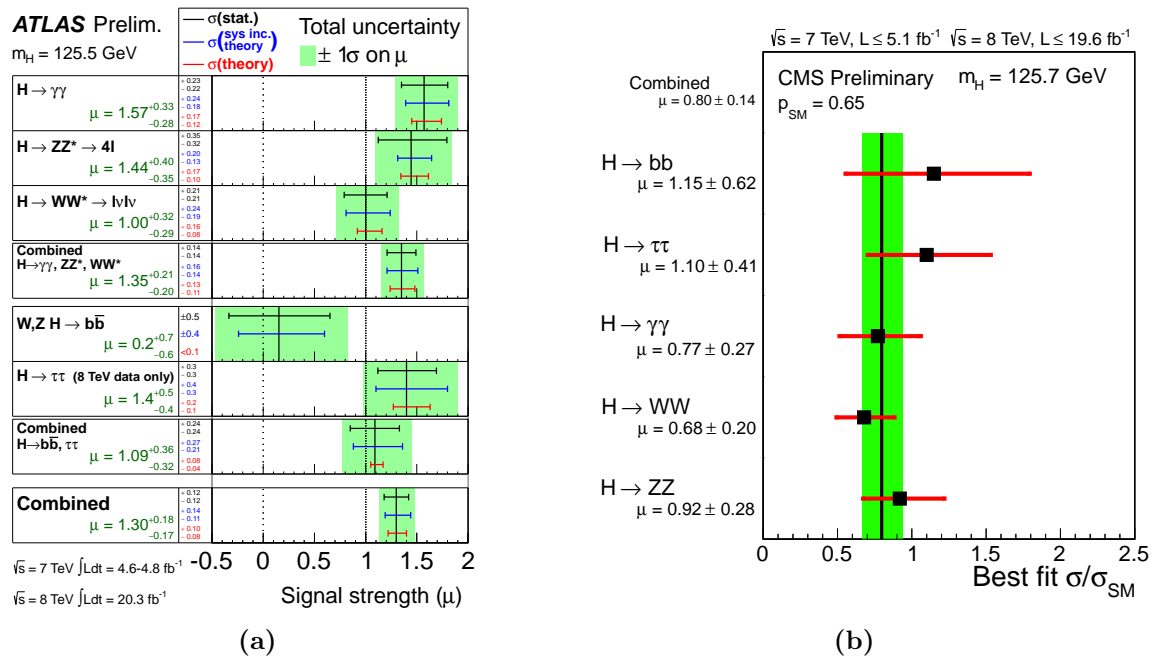 ATLAS Prelim.
m_H = 125.5 GeV
σ(stat.)
σ(sys inc. theory)
σ(theory)
Total uncertainty
± 1σ on μ
H → γγ
μ = 1.57 +0.33 −0.28
+ 0.23 − 0.22
+ 0.24 − 0.18
+ 0.17 − 0.12
H → ZZ* → 4l
μ = 1.44 +0.40 −0.35
+ 0.35 − 0.32
+ 0.20 − 0.13
+ 0.17 − 0.10
H → WW* → lνlν
μ = 1.00 +0.32 −0.29
+ 0.21 − 0.21
+ 0.24 − 0.19
+ 0.16 − 0.08
Combined
H→γγ, ZZ*, WW*
μ = 1.35 +0.21 −0.20
+ 0.14 − 0.14
+ 0.16 − 0.14
+ 0.13 − 0.11
W,Z H → bb̅
μ = 0.2 +0.7 −0.6
±0.5
±0.4
<0.1
H → ττ (8 TeV data only)
μ = 1.4 +0.5 −0.4
+ 0.3 − 0.3
+ 0.4 − 0.3
+ 0.2 − 0.1
Combined
H→bb̅, ττ
μ = 1.09 +0.36 −0.32
+ 0.24 − 0.24
+ 0.27 − 0.21
+ 0.08 − 0.04
Combined
μ = 1.30 +0.18 −0.17
+ 0.12 − 0.12
+ 0.14 − 0.11
+ 0.10 − 0.08
-0.5 0 0.5 1 1.5 2
√s = 7 TeV ∫Ldt = 4.6-4.8 fb⁻¹
√s = 8 TeV ∫Ldt = 20.3 fb⁻¹
Signal strength (μ)
(a)
√s = 7 TeV, L ≤ 5.1 fb⁻¹ √s = 8 TeV, L ≤ 19.6 fb⁻¹
Combined
μ = 0.80 ± 0.14
CMS Preliminary m_H = 125.7 GeV
p_SM = 0.65
H → bb
μ = 1.15 ± 0.62
H → ττ
μ = 1.10 ± 0.41
H → γγ
μ = 0.77 ± 0.27
H → WW
μ = 0.68 ± 0.20
H → ZZ
μ = 0.92 ± 0.28
0 0.5 1 1.5 2 2.5
Best fit σ/σ_SM
(b)